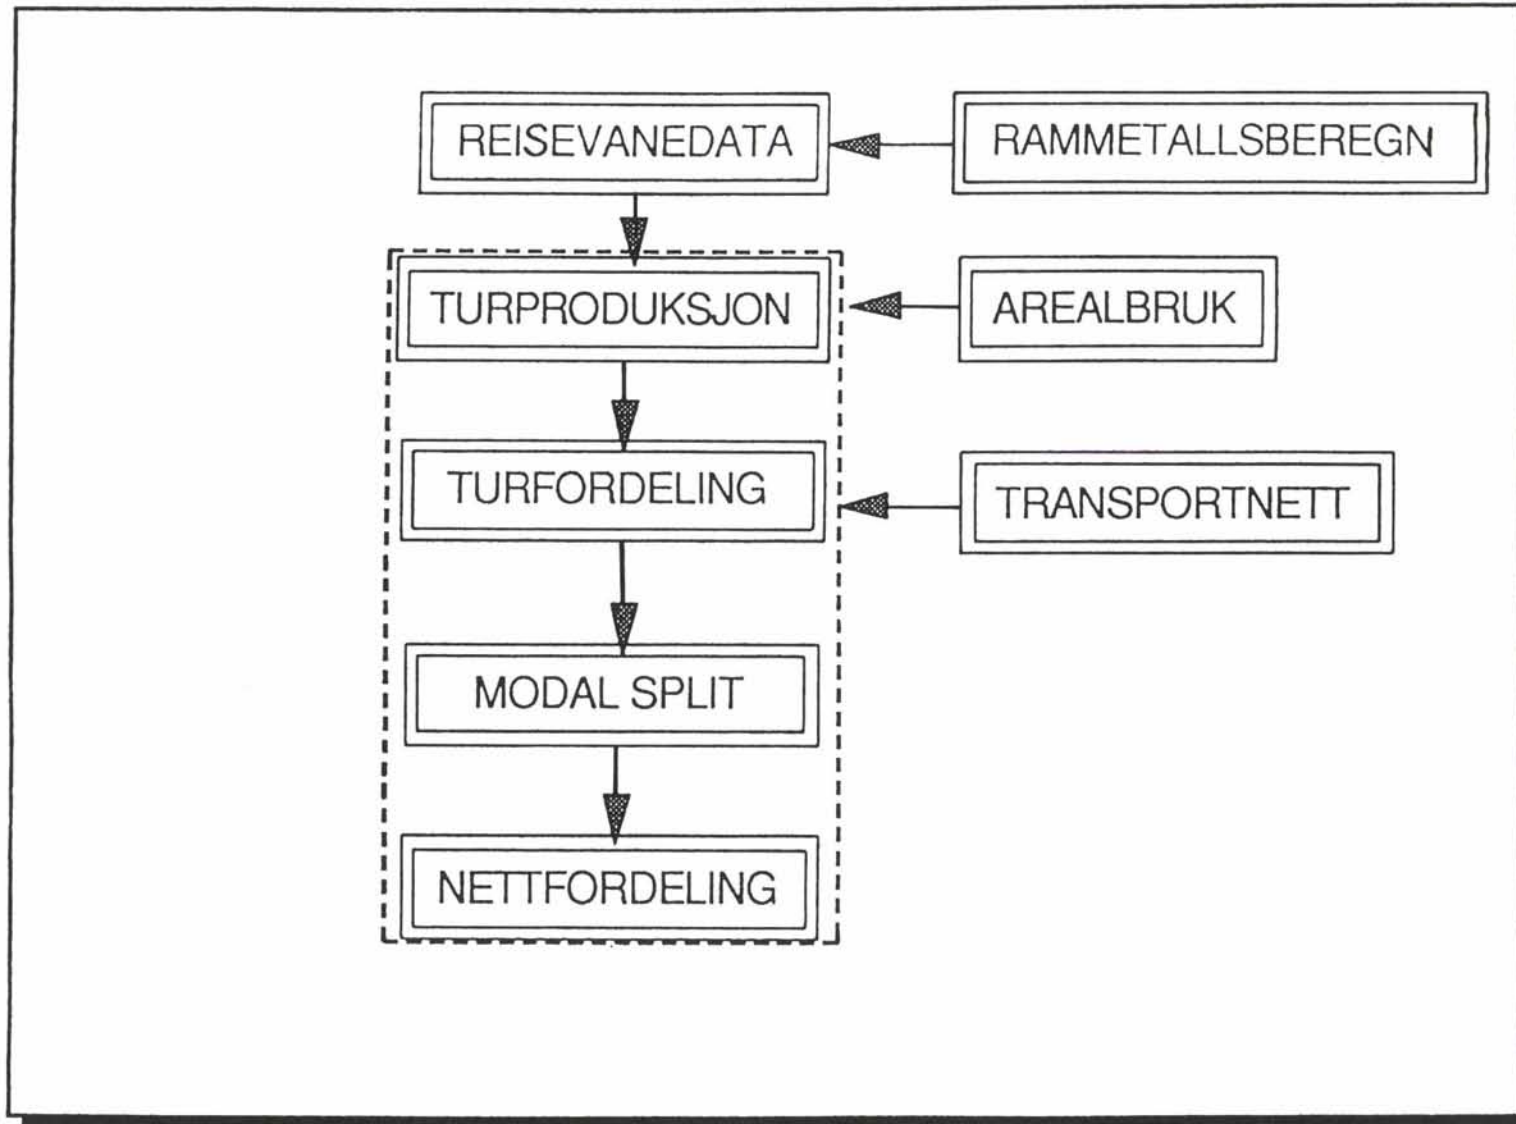 REISEVANEDATA
RAMMETALLSBEREGN
TURPRODUKSJON
AREALBRUK
TURFORDELING
TRANSPORTNETT
MODAL SPLIT
NETTFORDELING